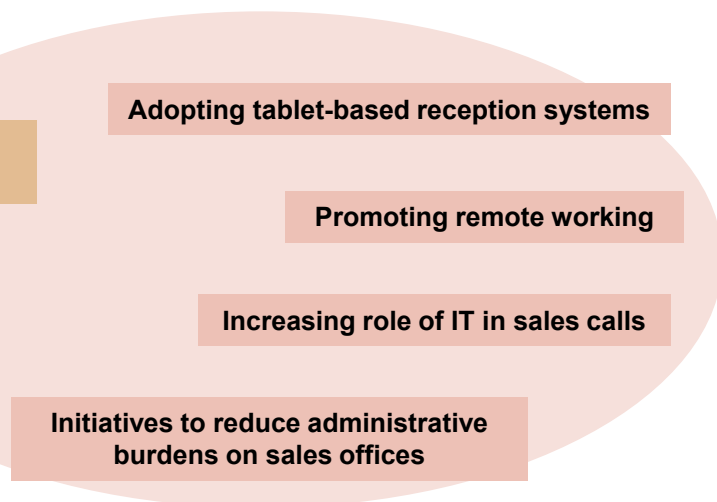 Adopting tablet-based reception systems
Promoting remote working
Increasing role of IT in sales calls
Initiatives to reduce administrative
burdens on sales offices